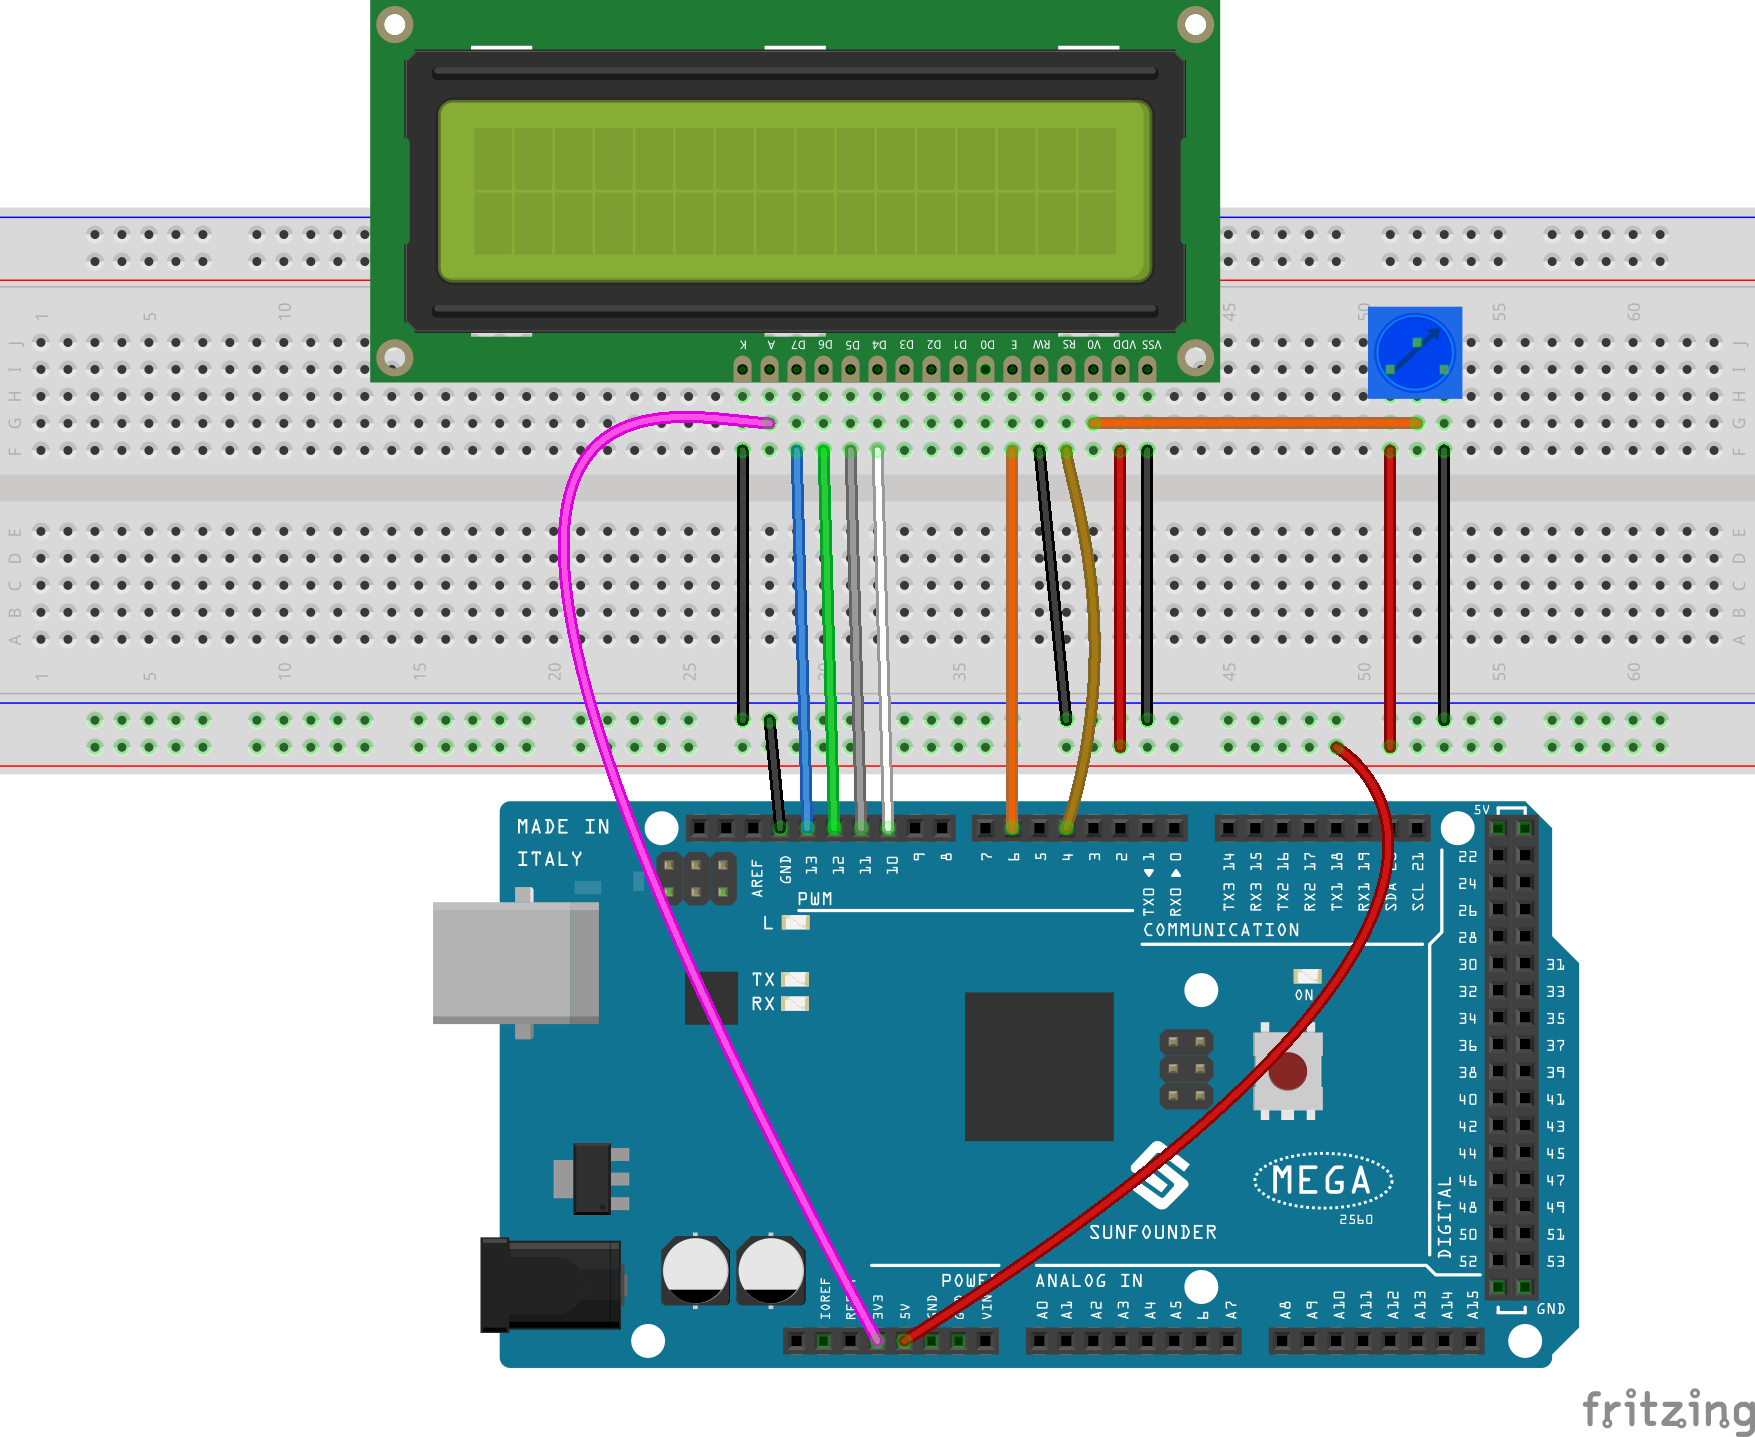 1 5 10 45 50 55 60
K A D7 D6 D5 D4 D3 D2 D1 D0 E RW RS V0 VDD VSS
J J
I I
H H
G G
F F
E E
D D
C C
B B
A A
1 5 10 15 20 25 35 45 50 55 60
MADE IN
ITALY
5V
AREF GND 13 12 11 10 9 8 7 6 5 4 3 2 TX0 1 RX0 0 TX3 14 RX3 15 TX2 16 RX2 17 TX1 18 RX1 19 SDA SCL 21
PWM
L
COMMUNICATION
TX
RX
ON
22
24
26
28
30 31
32 33
34 35
36 37
38 39
40 41
42 43
44 45
46 47
48 49
50 51
52 53
DIGITAL
GND
MEGA
2560
SUNFOUNDER
POWER ANALOG IN
IOREF 3V3 5V GND VIN A0 A1 A2 A3 A4 A5 6 A7 A8 A9 A10 A11 A12 A13 A14 A15
fritzing